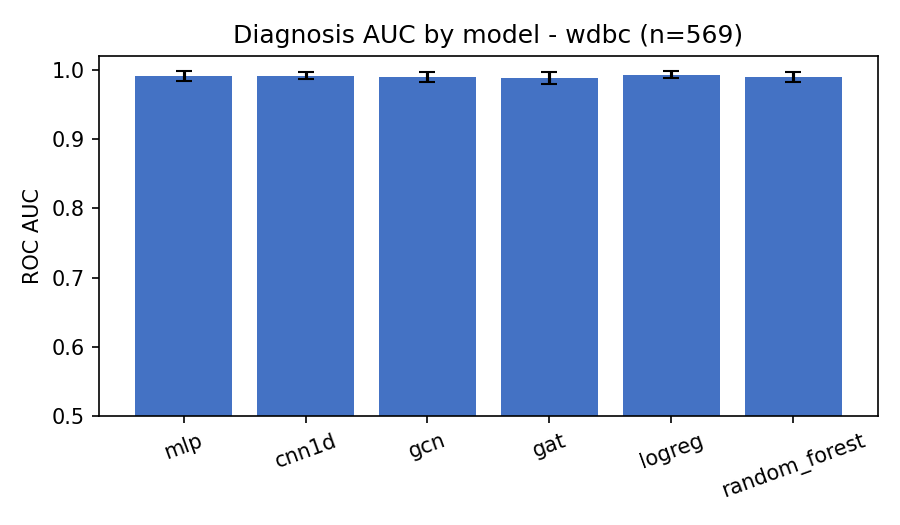 Diagnosis AUC by model - wdbc (n=569)
1.0
0.9
0.8
0.7
0.6
0.5
ROC AUC
mlp
cnn1d
gcn
gat
logreg
random_forest